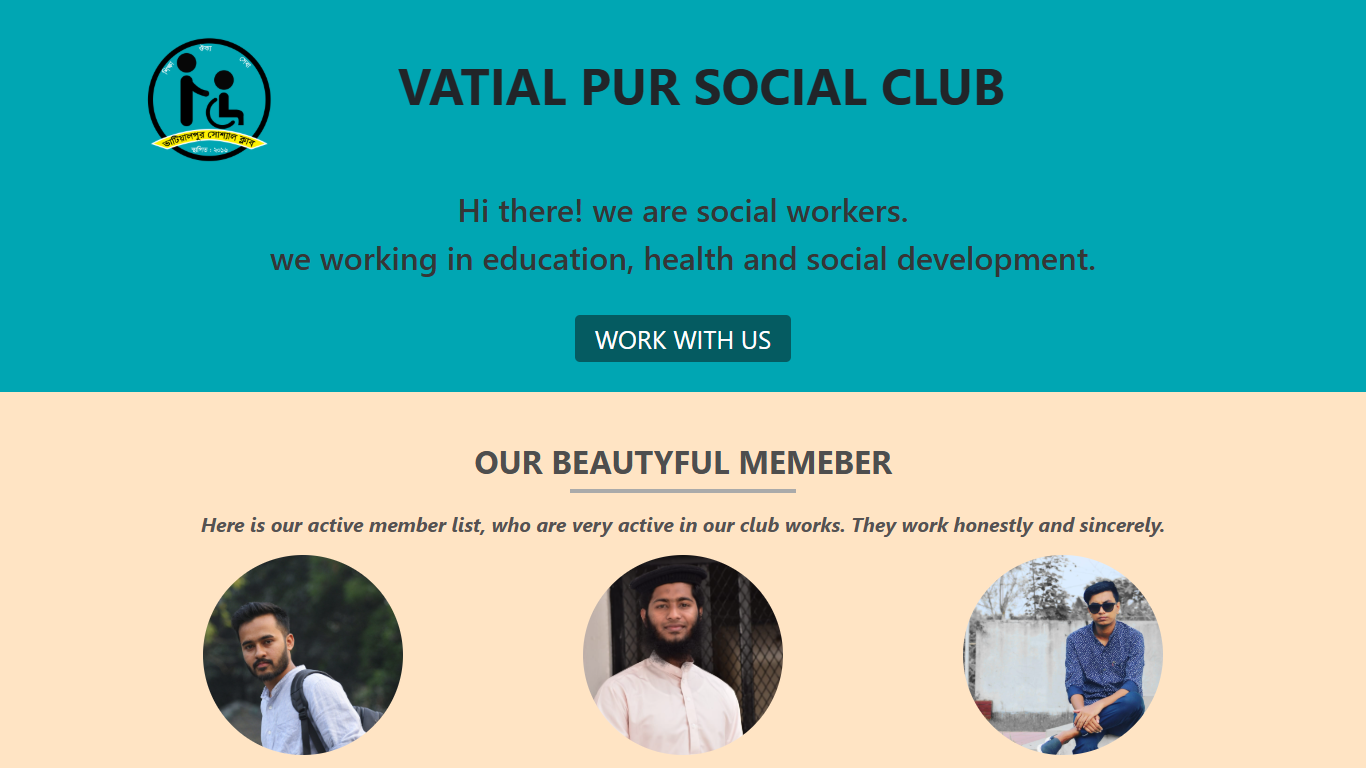 শিক্ষা ঐক্য সেবা
VATIAL PUR SOCIAL CLUB
ভাটিয়ালপুর সোশ্যাল ক্লাব
স্থাপিত : ২০১৬
Hi there! we are social workers.
we working in education, health and social development.
WORK WITH US
OUR BEAUTYFUL MEMEBER
Here is our active member list, who are very active in our club works. They work honestly and sincerely.